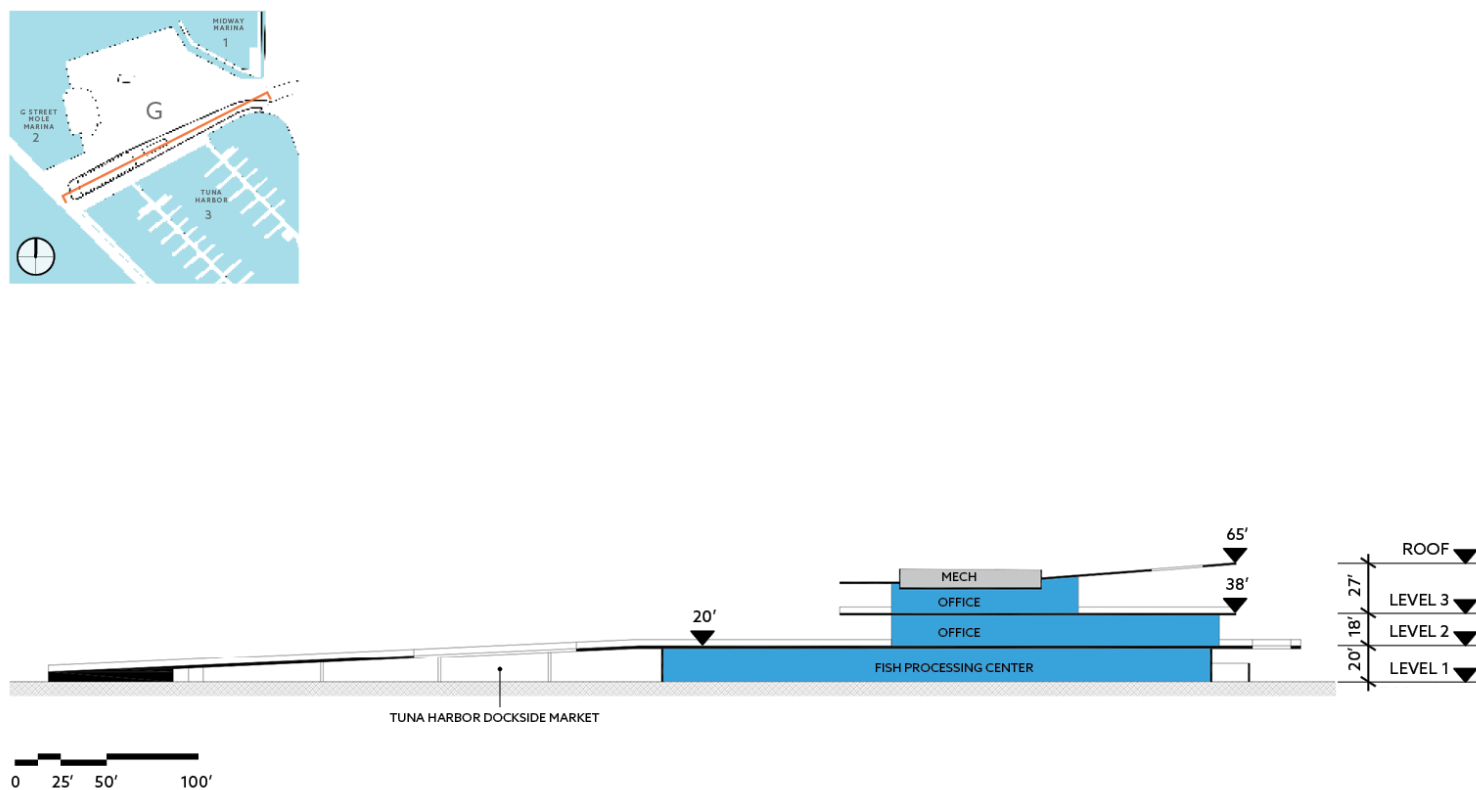 MIDWAY
MARINA
1
G
G STREET
MOLE
MARINA
2
TUNA
HARBOR
3
65′
ROOF
MECH
27′
38′
OFFICE
LEVEL 3
20′
OFFICE
18′
LEVEL 2
FISH PROCESSING CENTER
20′
LEVEL 1
TUNA HARBOR DOCKSIDE MARKET
0 25′ 50′ 100′